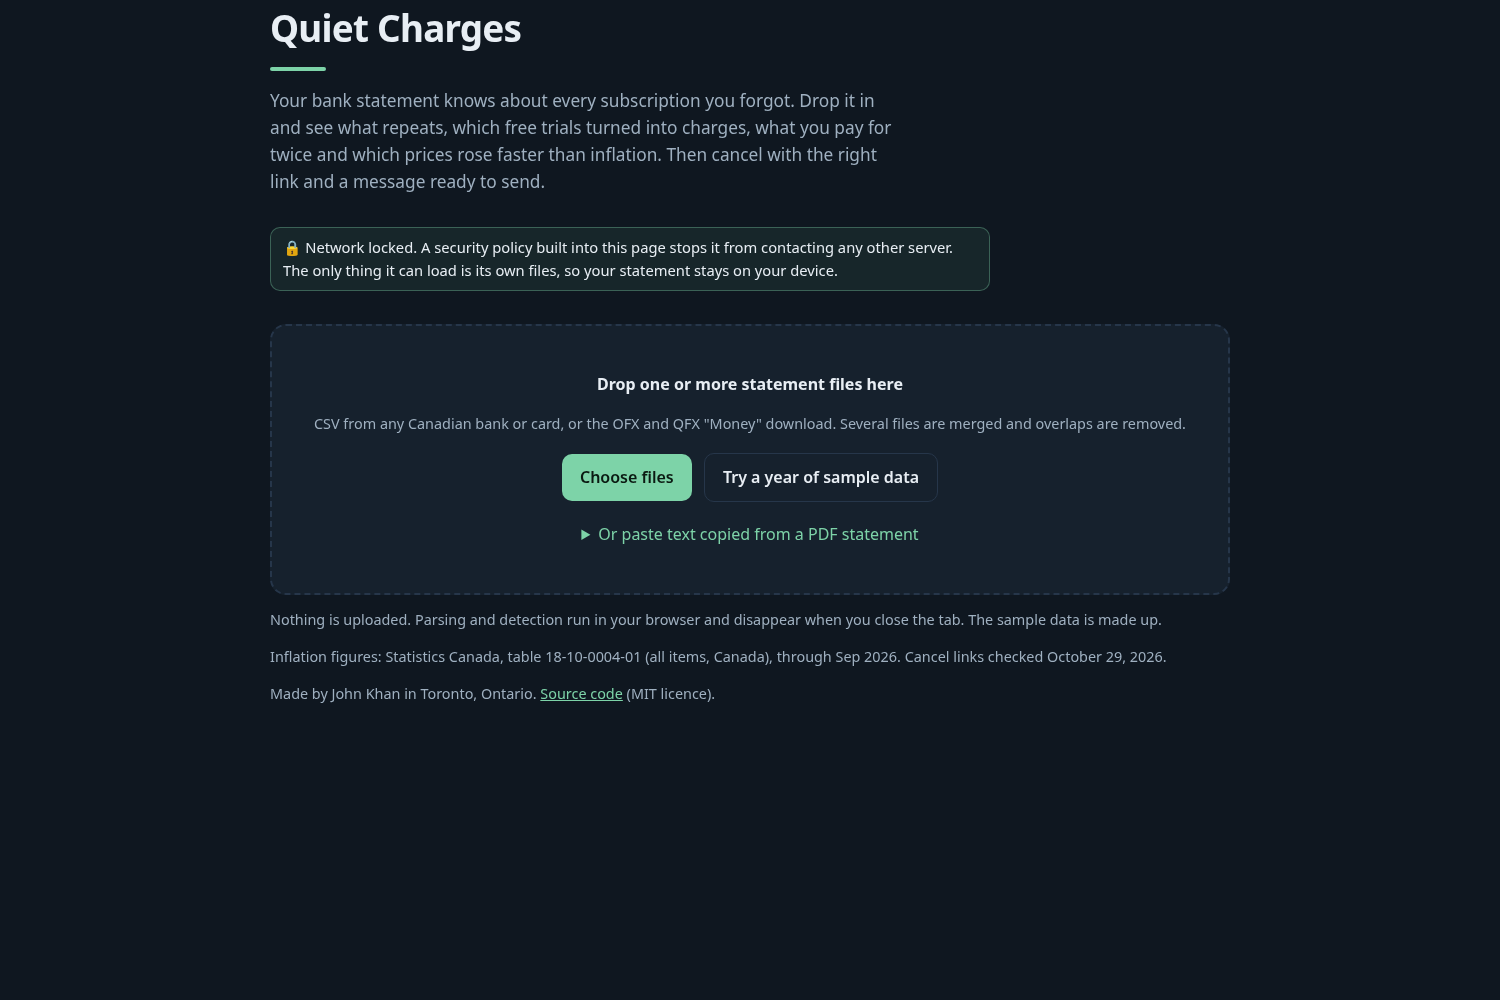 Quiet Charges
Your bank statement knows about every subscription you forgot. Drop it in
and see what repeats, which free trials turned into charges, what you pay for
twice and which prices rose faster than inflation. Then cancel with the right
link and a message ready to send.
🔒 Network locked. A security policy built into this page stops it from contacting any other server.
The only thing it can load is its own files, so your statement stays on your device.
Drop one or more statement files here
CSV from any Canadian bank or card, or the OFX and QFX "Money" download. Several files are merged and overlaps are removed.
Choose files
Try a year of sample data
▶ Or paste text copied from a PDF statement
Nothing is uploaded. Parsing and detection run in your browser and disappear when you close the tab. The sample data is made up.
Inflation figures: Statistics Canada, table 18-10-0004-01 (all items, Canada), through Sep 2026. Cancel links checked October 29, 2026.
Made by John Khan in Toronto, Ontario. Source code (MIT licence).